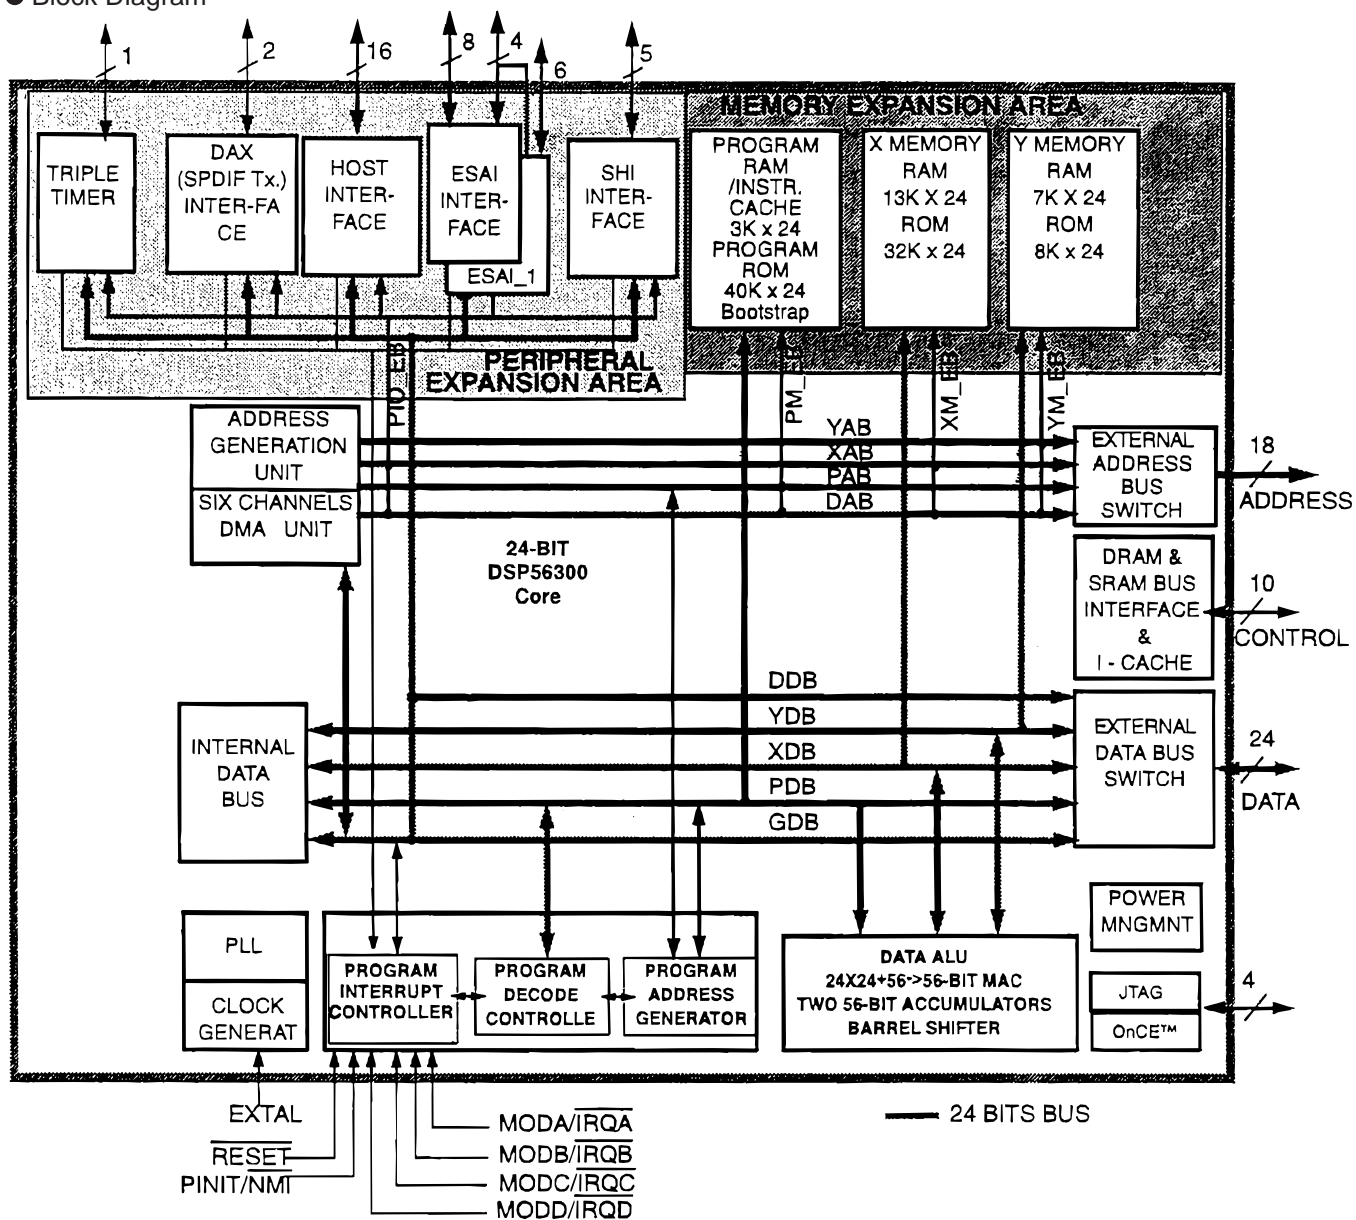 ● Block Diagram
1
2
16
8
4
6
5
MEMORY EXPANSION AREA
TRIPLE
TIMER
DAX
(SPDIF Tx.)
INTER-FA
CE
HOST
INTER-
FACE
ESAI
INTER-
FACE
ESAI_1
SHI
INTER-
FACE
PROGRAM
RAM
/INSTR.
CACHE
3K x 24
PROGRAM
ROM
40K x 24
Bootstrap
X MEMORY
RAM
13K X 24
ROM
32K x 24
Y MEMORY
RAM
7K X 24
ROM
8K x 24
PERIPHERAL
EXPANSION AREA
PIO_EB
PM_EB
XM_EB
YM_EB
ADDRESS
GENERATION
UNIT
SIX CHANNELS
DMA UNIT
YAB
XAB
PAB
DAB
EXTERNAL
ADDRESS
BUS
SWITCH
18
ADDRESS
24-BIT
DSP56300
Core
DRAM &
SRAM BUS
INTERFACE
&
I - CACHE
10
CONTROL
DDB
YDB
XDB
PDB
GDB
INTERNAL
DATA
BUS
EXTERNAL
DATA BUS
SWITCH
24
DATA
PLL
CLOCK
GENERAT
PROGRAM
INTERRUPT
CONTROLLER
PROGRAM
DECODE
CONTROLLE
PROGRAM
ADDRESS
GENERATOR
DATA ALU
24X24+56->56-BIT MAC
TWO 56-BIT ACCUMULATORS
BARREL SHIFTER
POWER
MNGMNT
JTAG
OnCE™
4
EXTAL
RESET
PINIT/NMI
MODA/IRQA
MODB/IRQB
MODC/IRQC
MODD/IRQD
24 BITS BUS